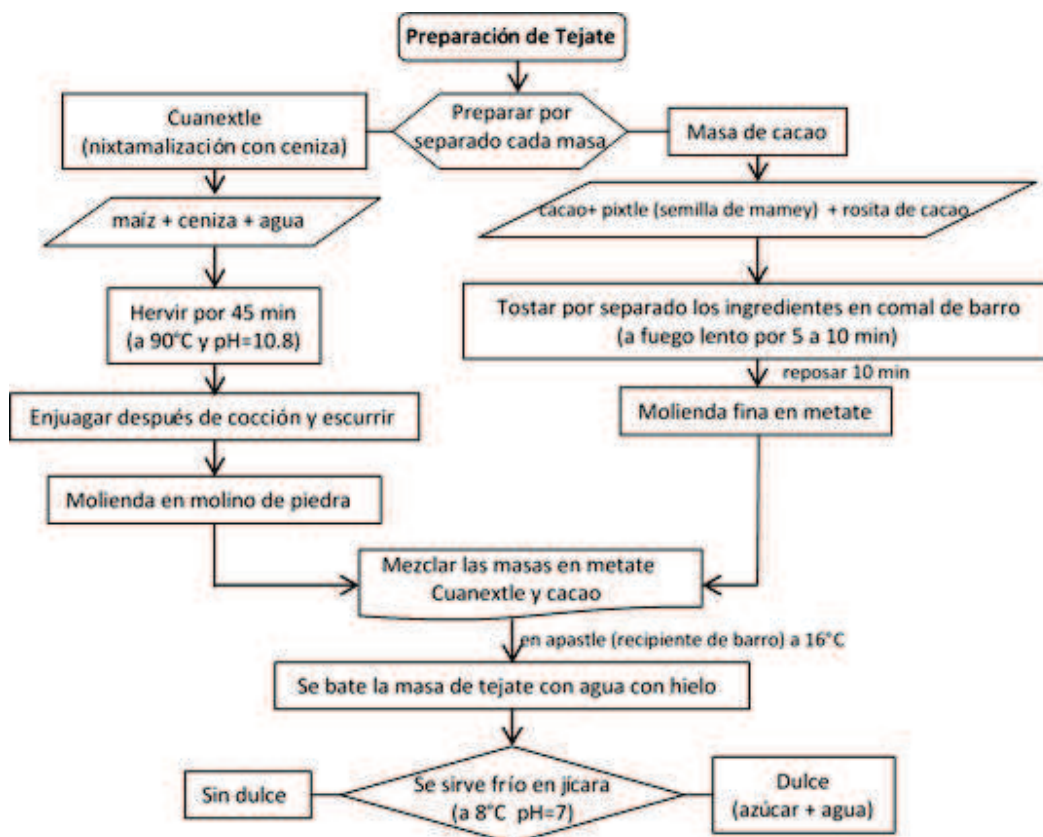 Preparación de Tejate
Preparar por
separado cada masa
Cuanextle
(nixtamalización con ceniza)
Masa de cacao
maíz + ceniza + agua
cacao+ pixtle (semilla de mamey) + rosita de cacao
Hervir por 45 min
(a 90°C y pH=10.8)
Tostar por separado los ingredientes en comal de barro
(a fuego lento por 5 a 10 min)
reposar 10 min
Enjuagar después de cocción y escurrir
Molienda fina en metate
Molienda en molino de piedra
Mezclar las masas en metate
Cuanextle y cacao
en apastle (recipiente de barro) a 16°C
Se bate la masa de tejate con agua con hielo
Se sirve frío en jícara
(a 8°C pH=7)
Sin dulce
Dulce
(azúcar + agua)